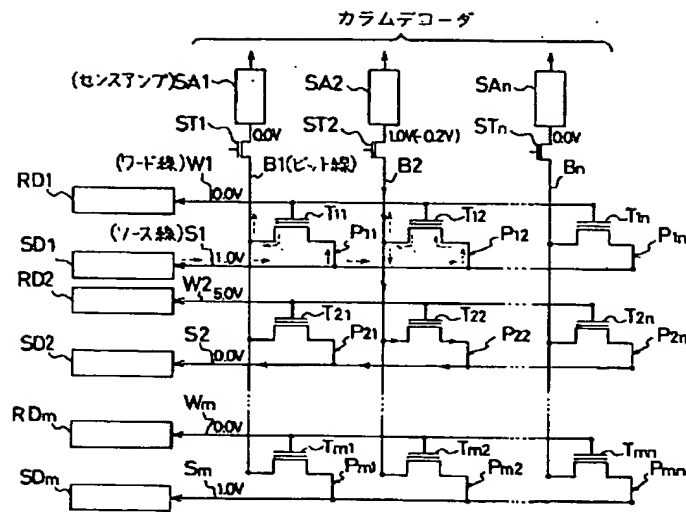 カラムデコーダ
(センスアンプ)SA1 SA2 SAn
ST1 0.0V ST2 1.0V(-0.2V) STn 0.0V
(ワード線)W1 B1(ビット線) B2 Bn
RD1 0.0V
T11 T12 T1n
(ソース線)S1 P11 P12 P1n
SD1 1.0V
RD2 W2 5.0V
T21 T22 T2n
S2 P21 P22 P2n
SD2 0.0V
RDm Wm 0.0V
Tm1 Tm2 Tmn
Sm Pm1 Pm2 Pmn
SDm 1.0V